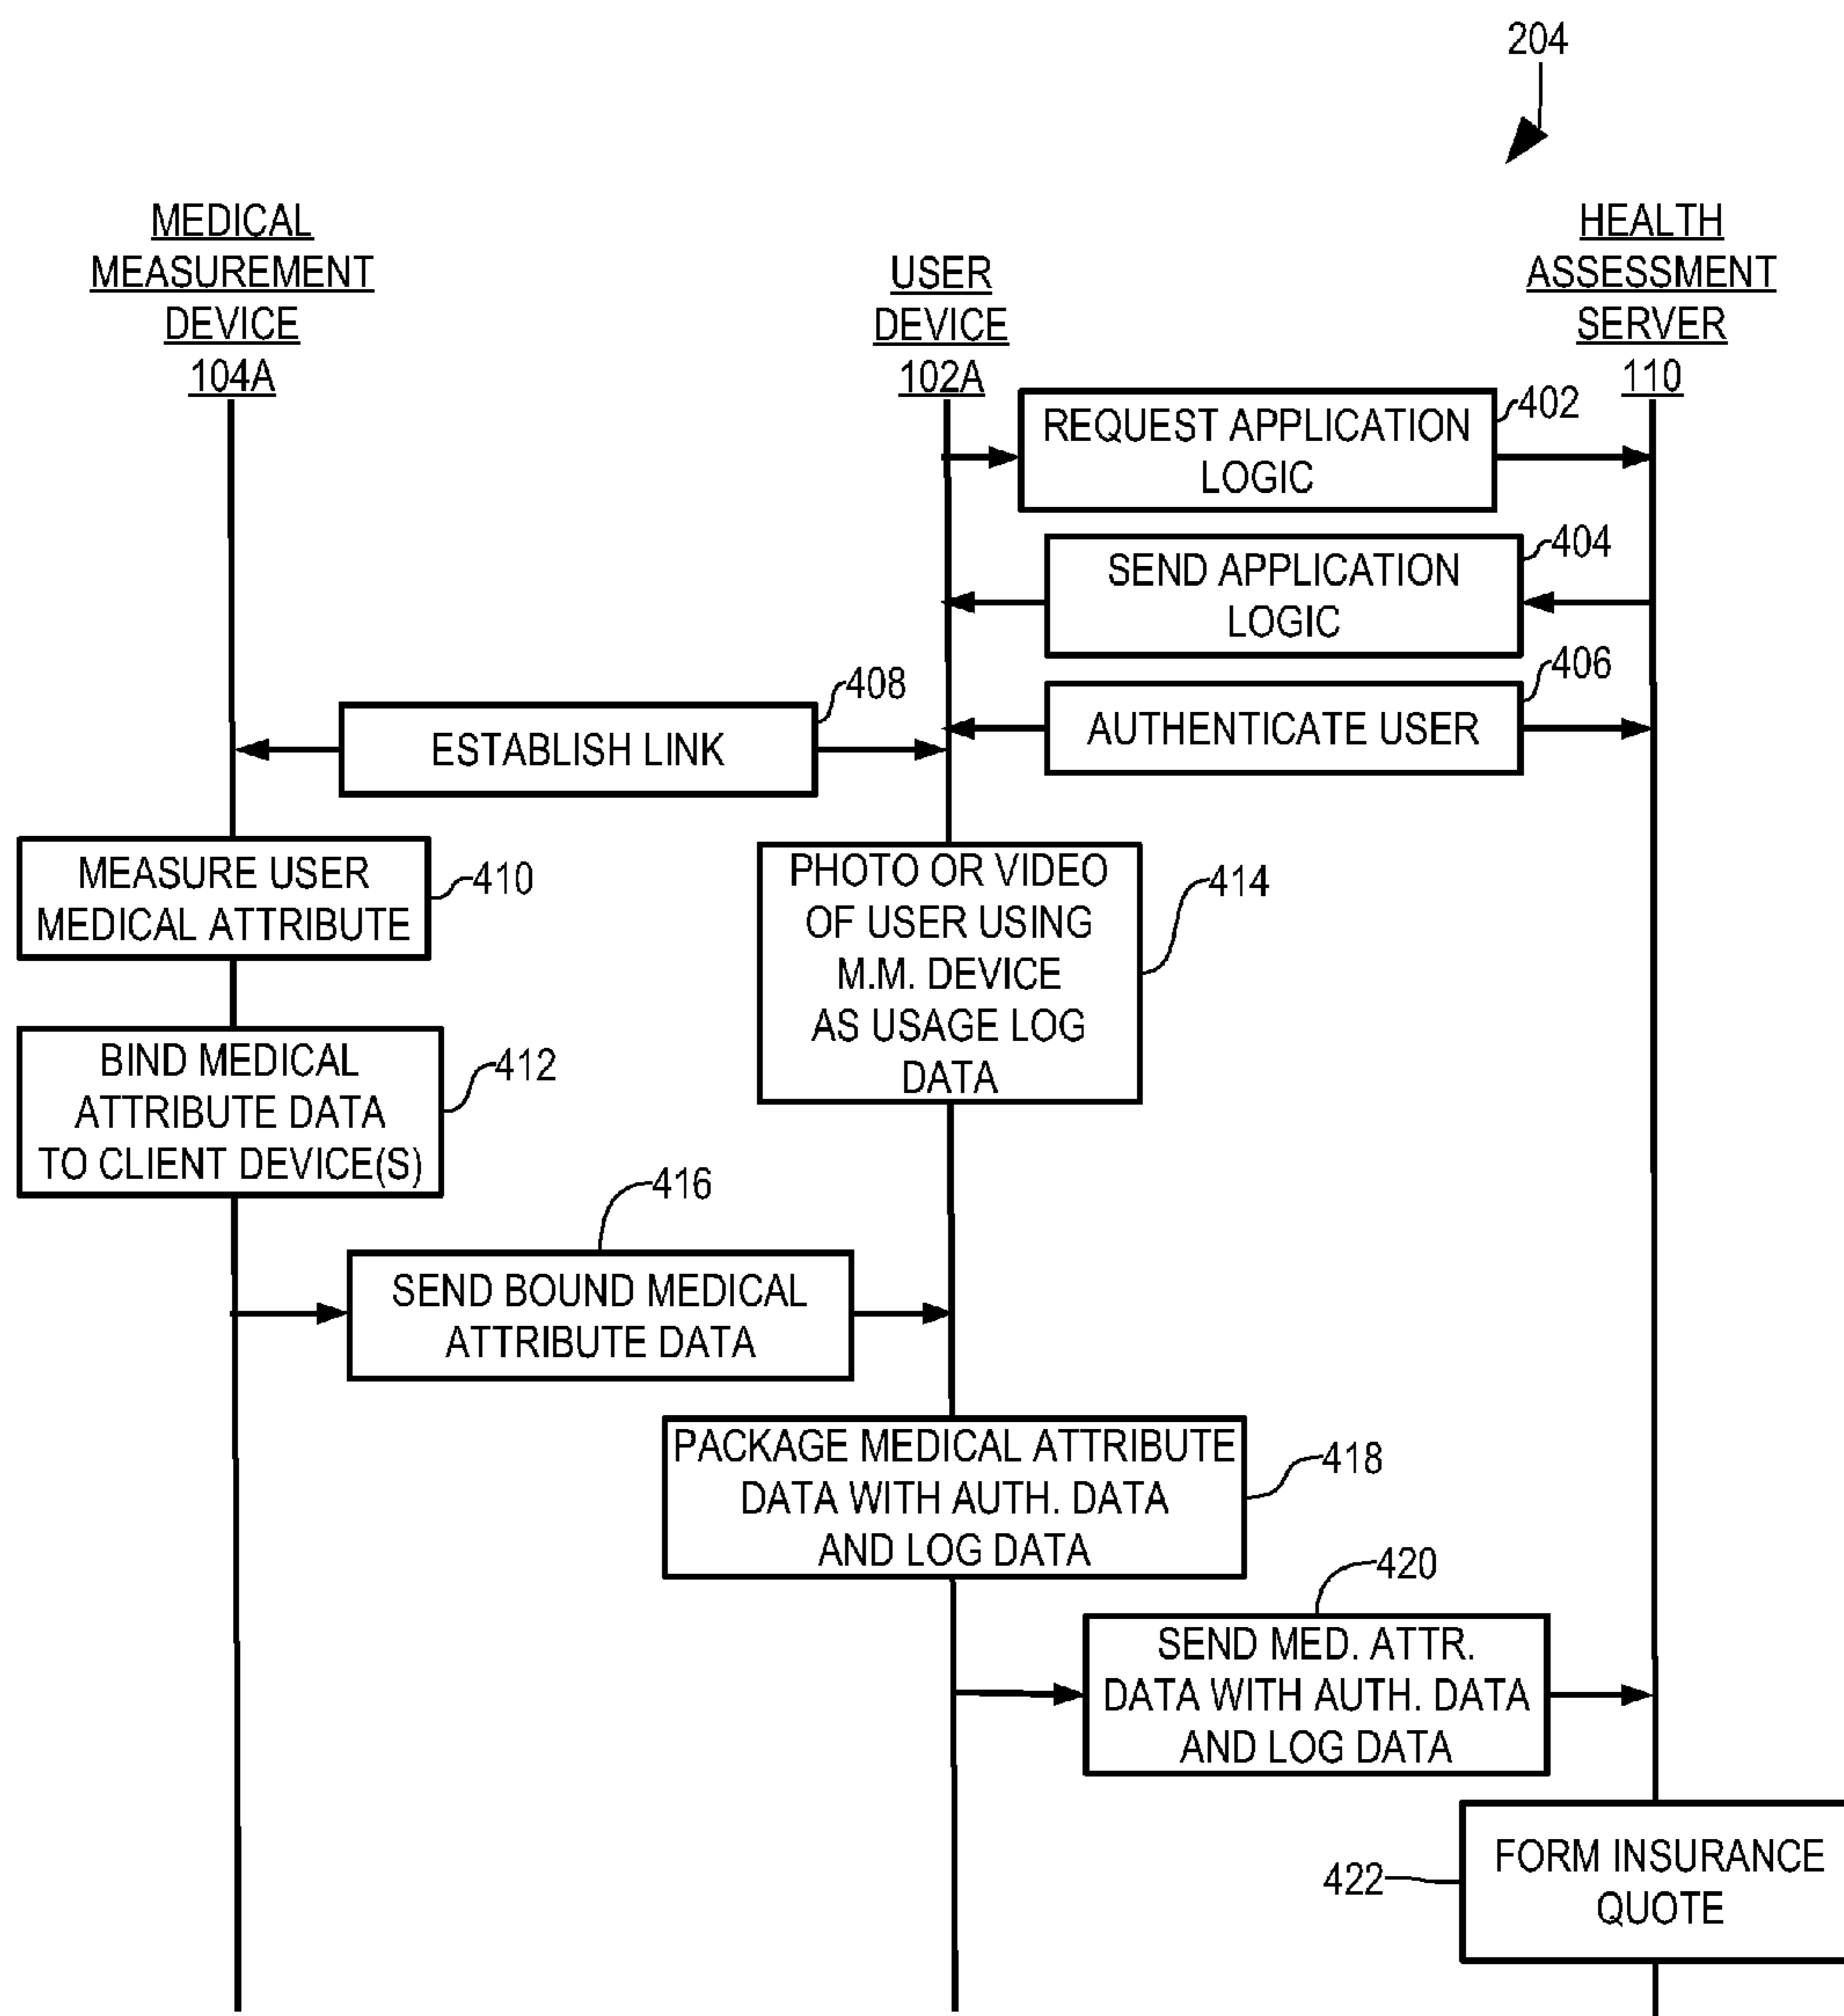 204
MEDICAL
MEASUREMENT
DEVICE
104A
USER
DEVICE
102A
HEALTH
ASSESSMENT
SERVER
110
REQUEST APPLICATION
LOGIC
402
SEND APPLICATION
LOGIC
404
AUTHENTICATE USER
406
ESTABLISH LINK
408
MEASURE USER
MEDICAL ATTRIBUTE
410
BIND MEDICAL
ATTRIBUTE DATA
TO CLIENT DEVICE(S)
412
PHOTO OR VIDEO
OF USER USING
M.M. DEVICE
AS USAGE LOG
DATA
414
416
SEND BOUND MEDICAL
ATTRIBUTE DATA
PACKAGE MEDICAL ATTRIBUTE
DATA WITH AUTH. DATA
AND LOG DATA
418
420
SEND MED. ATTR.
DATA WITH AUTH. DATA
AND LOG DATA
422
FORM INSURANCE
QUOTE